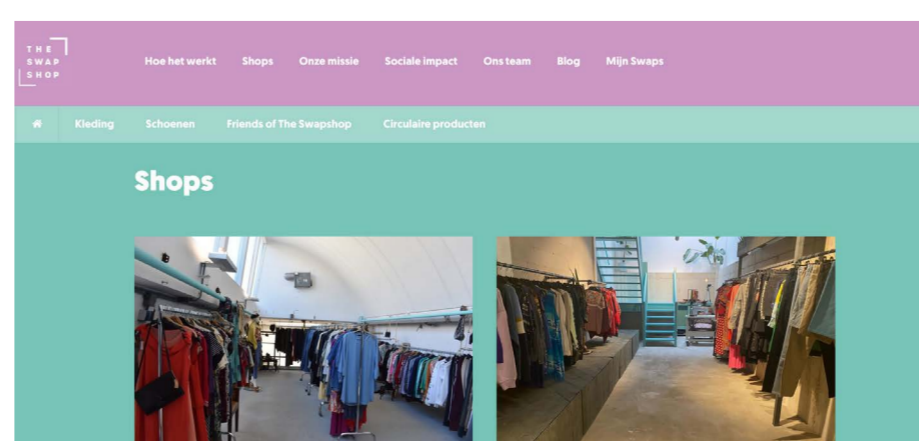 THE
SWAP
SHOP
Hoe het werkt Shops Onze missie Sociale impact Ons team Blog Mijn Swaps
Kleding Schoenen Friends of The Swapshop Circulaire producten
Shops